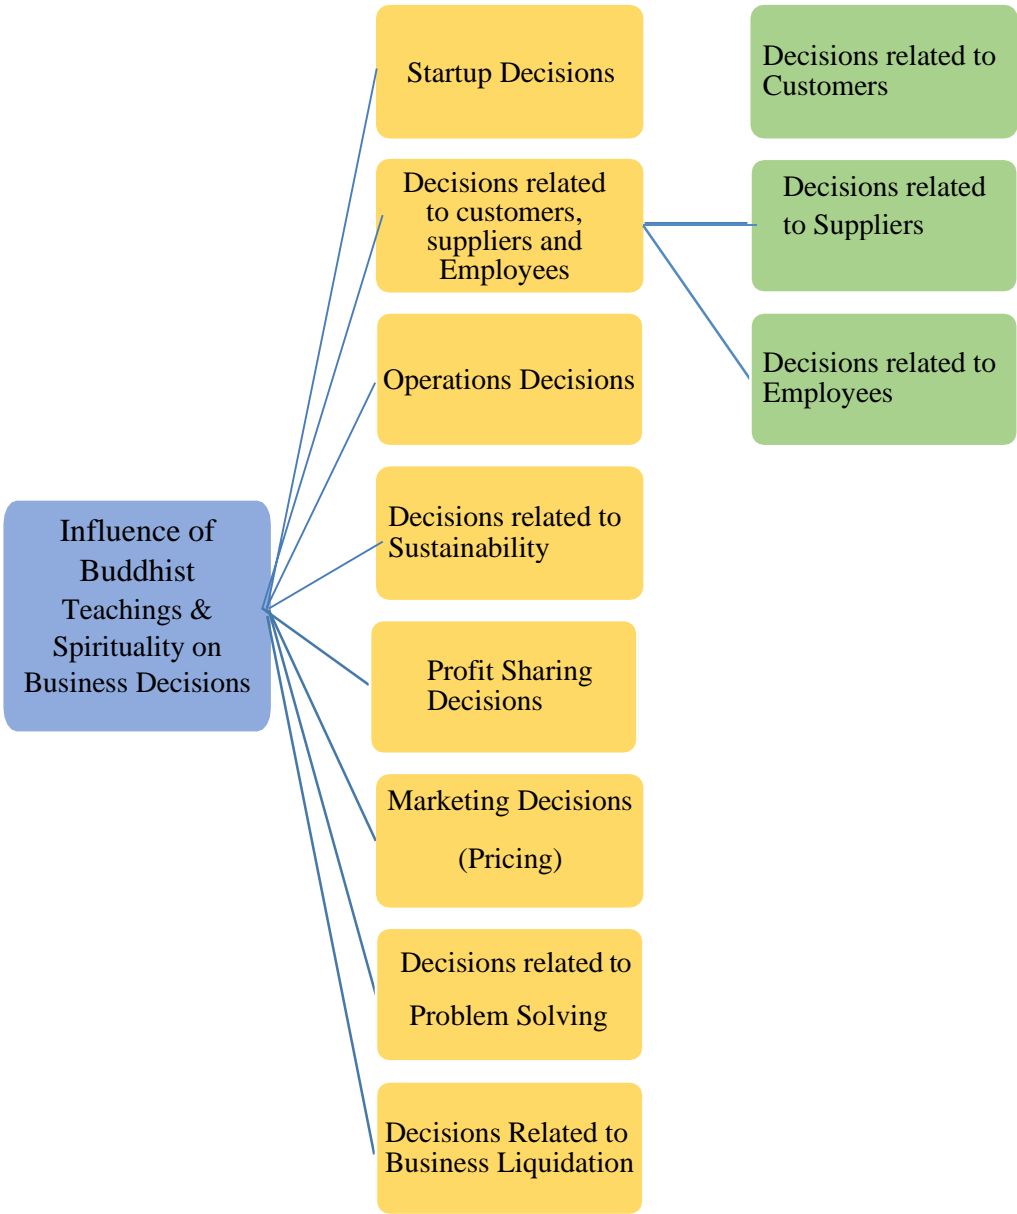 Influence of
Buddhist
Teachings &
Spirituality on
Business Decisions
Startup Decisions
Decisions related
to customers,
suppliers and
Employees
Operations Decisions
Decisions related to
Sustainability
Profit Sharing
Decisions
Marketing Decisions
(Pricing)
Decisions related to
Problem Solving
Decisions Related to
Business Liquidation
Decisions related to
Customers
Decisions related
to Suppliers
Decisions related to
Employees